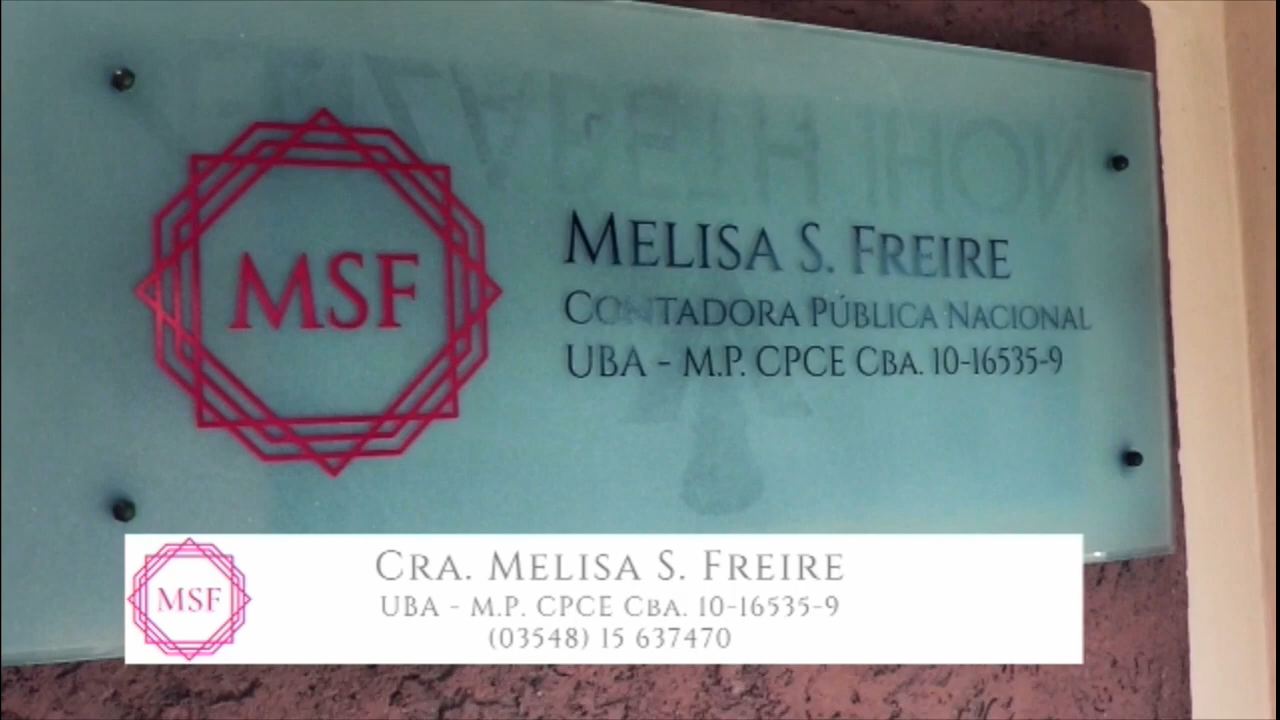 MSF
MELISA S. FREIRE
CONTADORA PÚBLICA NACIONAL
UBA - M.P. CPCE CBA. 10-16535-9
MSF
CRA. MELISA S. FREIRE
UBA - M.P. CPCE CBA. 10-16535-9
(03548) 15 637470